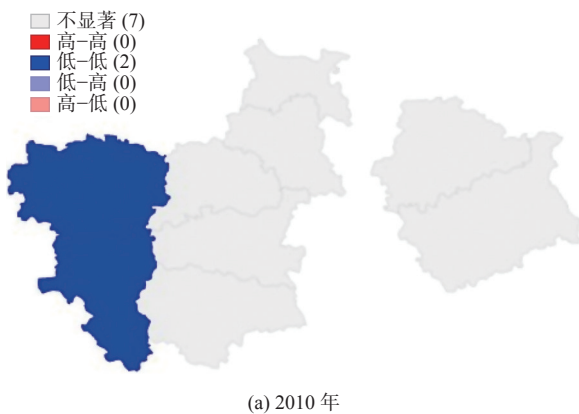 不显著 (7)
高−高 (0)
低−低 (2)
低−高 (0)
高−低 (0)
(a) 2010 年